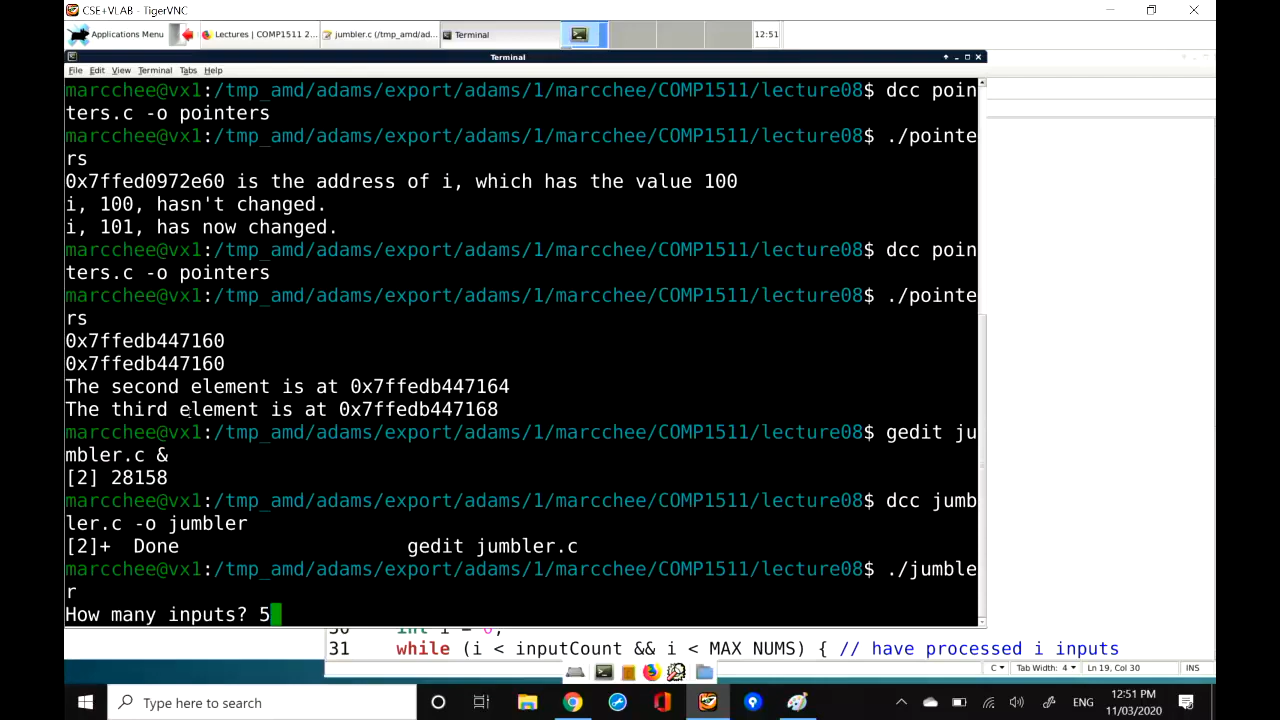 CSE+VLAB - TigerVNC
Applications Menu
Lectures | COMP1511 2...
jumbler.c (/tmp_amd/ad...
Terminal
12:51
Terminal
File Edit View Terminal Tabs Help
marcchee@vx1:/tmp_amd/adams/export/adams/1/marcchee/COMP1511/lecture08$ dcc poin
ters.c -o pointers
marcchee@vx1:/tmp_amd/adams/export/adams/1/marcchee/COMP1511/lecture08$ ./pointe
rs
0x7ffed0972e60 is the address of i, which has the value 100
i, 100, hasn't changed.
i, 101, has now changed.
marcchee@vx1:/tmp_amd/adams/export/adams/1/marcchee/COMP1511/lecture08$ dcc poin
ters.c -o pointers
marcchee@vx1:/tmp_amd/adams/export/adams/1/marcchee/COMP1511/lecture08$ ./pointe
rs
0x7ffedb447160
0x7ffedb447160
The second element is at 0x7ffedb447164
The third element is at 0x7ffedb447168
marcchee@vx1:/tmp_amd/adams/export/adams/1/marcchee/COMP1511/lecture08$ gedit ju
mbler.c &
[2] 28158
marcchee@vx1:/tmp_amd/adams/export/adams/1/marcchee/COMP1511/lecture08$ dcc jumb
ler.c -o jumbler
[2]+ Done gedit jumbler.c
marcchee@vx1:/tmp_amd/adams/export/adams/1/marcchee/COMP1511/lecture08$ ./jumble
r
How many inputs? 5
31 while (i < inputCount && i < MAX NUMS) { // have processed i inputs
C Tab Width: 4 Ln 19, Col 30 INS
Type here to search
ENG
12:51 PM
11/03/2020